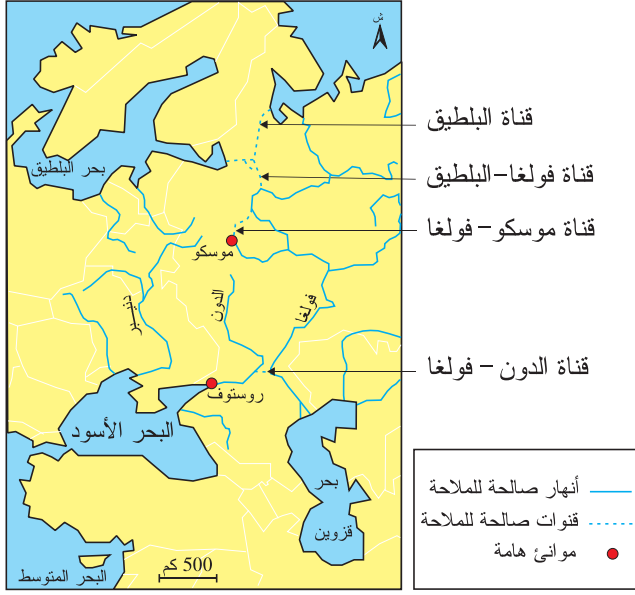 ش
قناة البلطيق
بحر البلطيق
قناة فولغا-البلطيق
قناة موسكو - فولغا
موسكو
دنيبر
الدون
فولغا
قناة الدون - فولغا
روستوف
البحر الأسود
بحر
قزوين
البحر المتوسط
500 كم
أنهار صالحة للملاحة
قنوات صالحة للملاحة
موانئ هامة